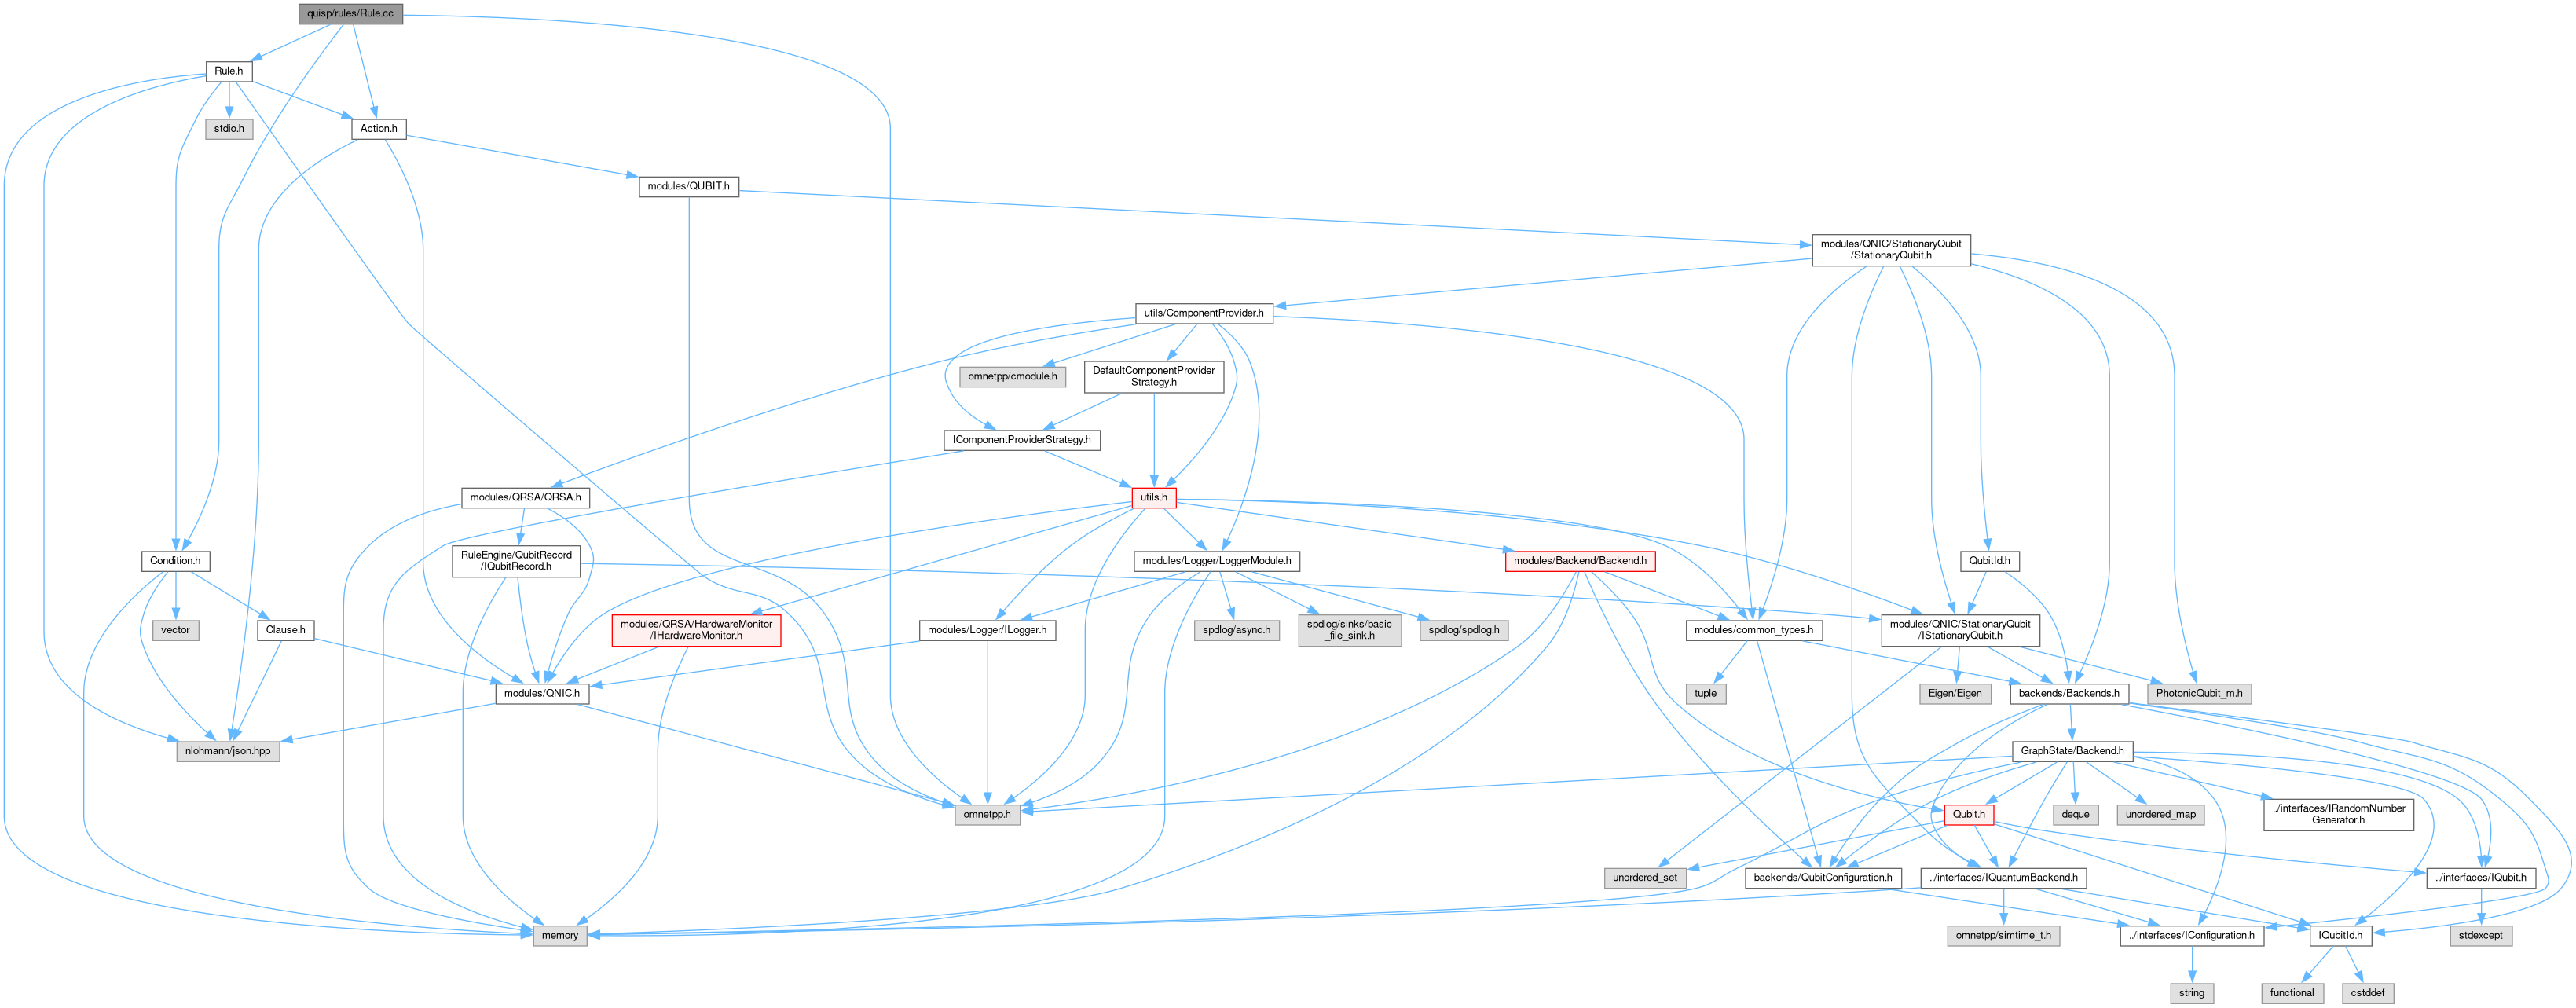 quisp/rules/Rule.cc
Rule.h
stdio.h
Action.h
modules/QUBIT.h
modules/QNIC/StationaryQubit
/StationaryQubit.h
utils/ComponentProvider.h
omnetpp/cmodule.h
DefaultComponentProvider
Strategy.h
IComponentProviderStrategy.h
modules/QRSA/QRSA.h
utils.h
Condition.h
RuleEngine/QubitRecord
/IQubitRecord.h
modules/Logger/LoggerModule.h
modules/Backend/Backend.h
QubitId.h
vector
Clause.h
modules/QRSA/HardwareMonitor
/IHardwareMonitor.h
modules/Logger/ILogger.h
spdlog/async.h
spdlog/sinks/basic
_file_sink.h
spdlog/spdlog.h
modules/common_types.h
modules/QNIC/StationaryQubit
/IStationaryQubit.h
modules/QNIC.h
tuple
Eigen/Eigen
backends/Backends.h
PhotonicQubit_m.h
nlohmann/json.hpp
GraphState/Backend.h
omnetpp.h
Qubit.h
deque
unordered_map
../interfaces/IRandomNumber
Generator.h
unordered_set
backends/QubitConfiguration.h
../interfaces/IQuantumBackend.h
../interfaces/IQubit.h
memory
omnetpp/simtime_t.h
../interfaces/IConfiguration.h
IQubitId.h
stdexcept
string
functional
cstddef